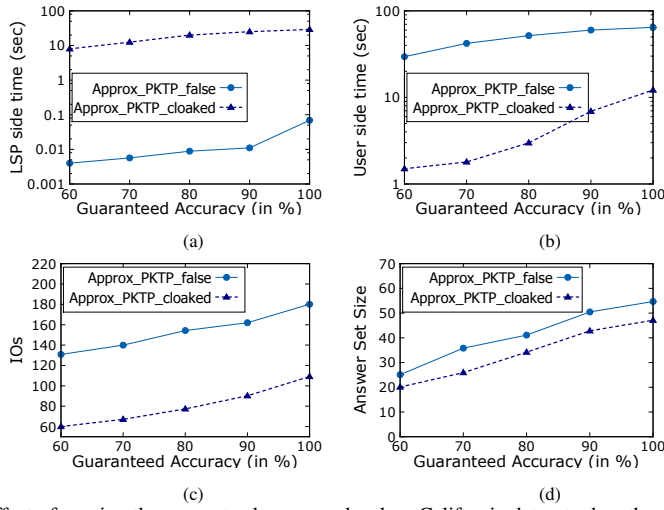 100
10
1
0.1
0.01
0.001
LSP side time (sec)
Approx_PKTP_false
Approx_PKTP_cloaked
60 70 80 90 100
Guaranteed Accuracy (in %)
(a)
100
10
1
User side time (sec)
Approx_PKTP_false
Approx_PKTP_cloaked
60 70 80 90 100
Guaranteed Accuracy (in %)
(b)
220
200
180
160
140
120
100
80
60
IOs
Approx_PKTP_false
Approx_PKTP_cloaked
60 70 80 90 100
Guaranteed Accuracy (in %)
(c)
70
60
50
40
30
20
10
0
Answer Set Size
Approx_PKTP_false
Approx_PKTP_cloaked
60 70 80 90 100
Guaranteed Accuracy (in %)
(d)